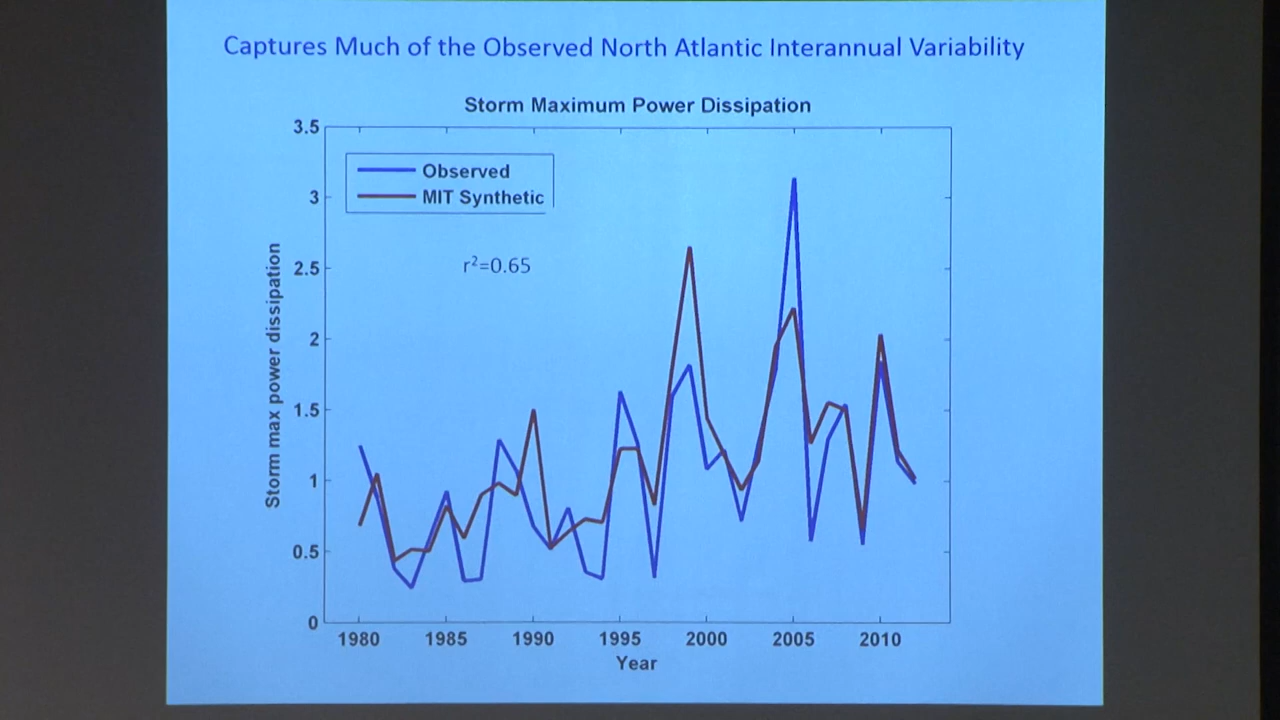 Captures Much of the Observed North Atlantic Interannual Variability
Storm Maximum Power Dissipation
Observed
MIT Synthetic
r²=0.65
Storm max power dissipation
3.5
3
2.5
2
1.5
1
0.5
0
1980 1985 1990 1995 2000 2005 2010
Year